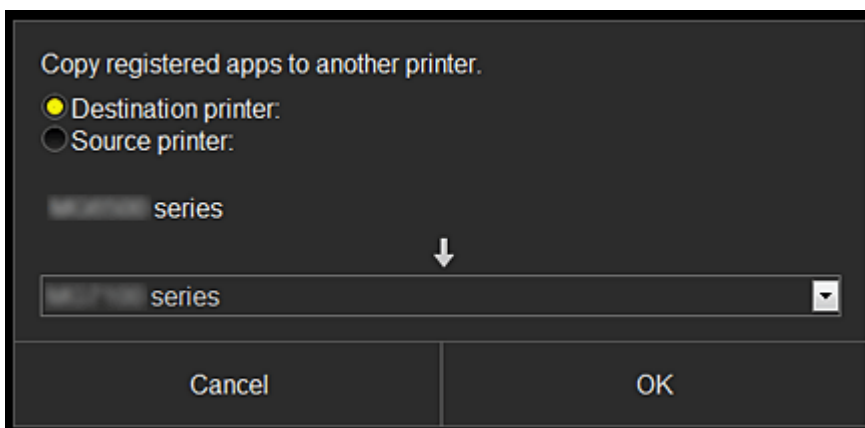 Copy registered apps to another printer.
Destination printer:
Source printer:
series
series
Cancel
OK